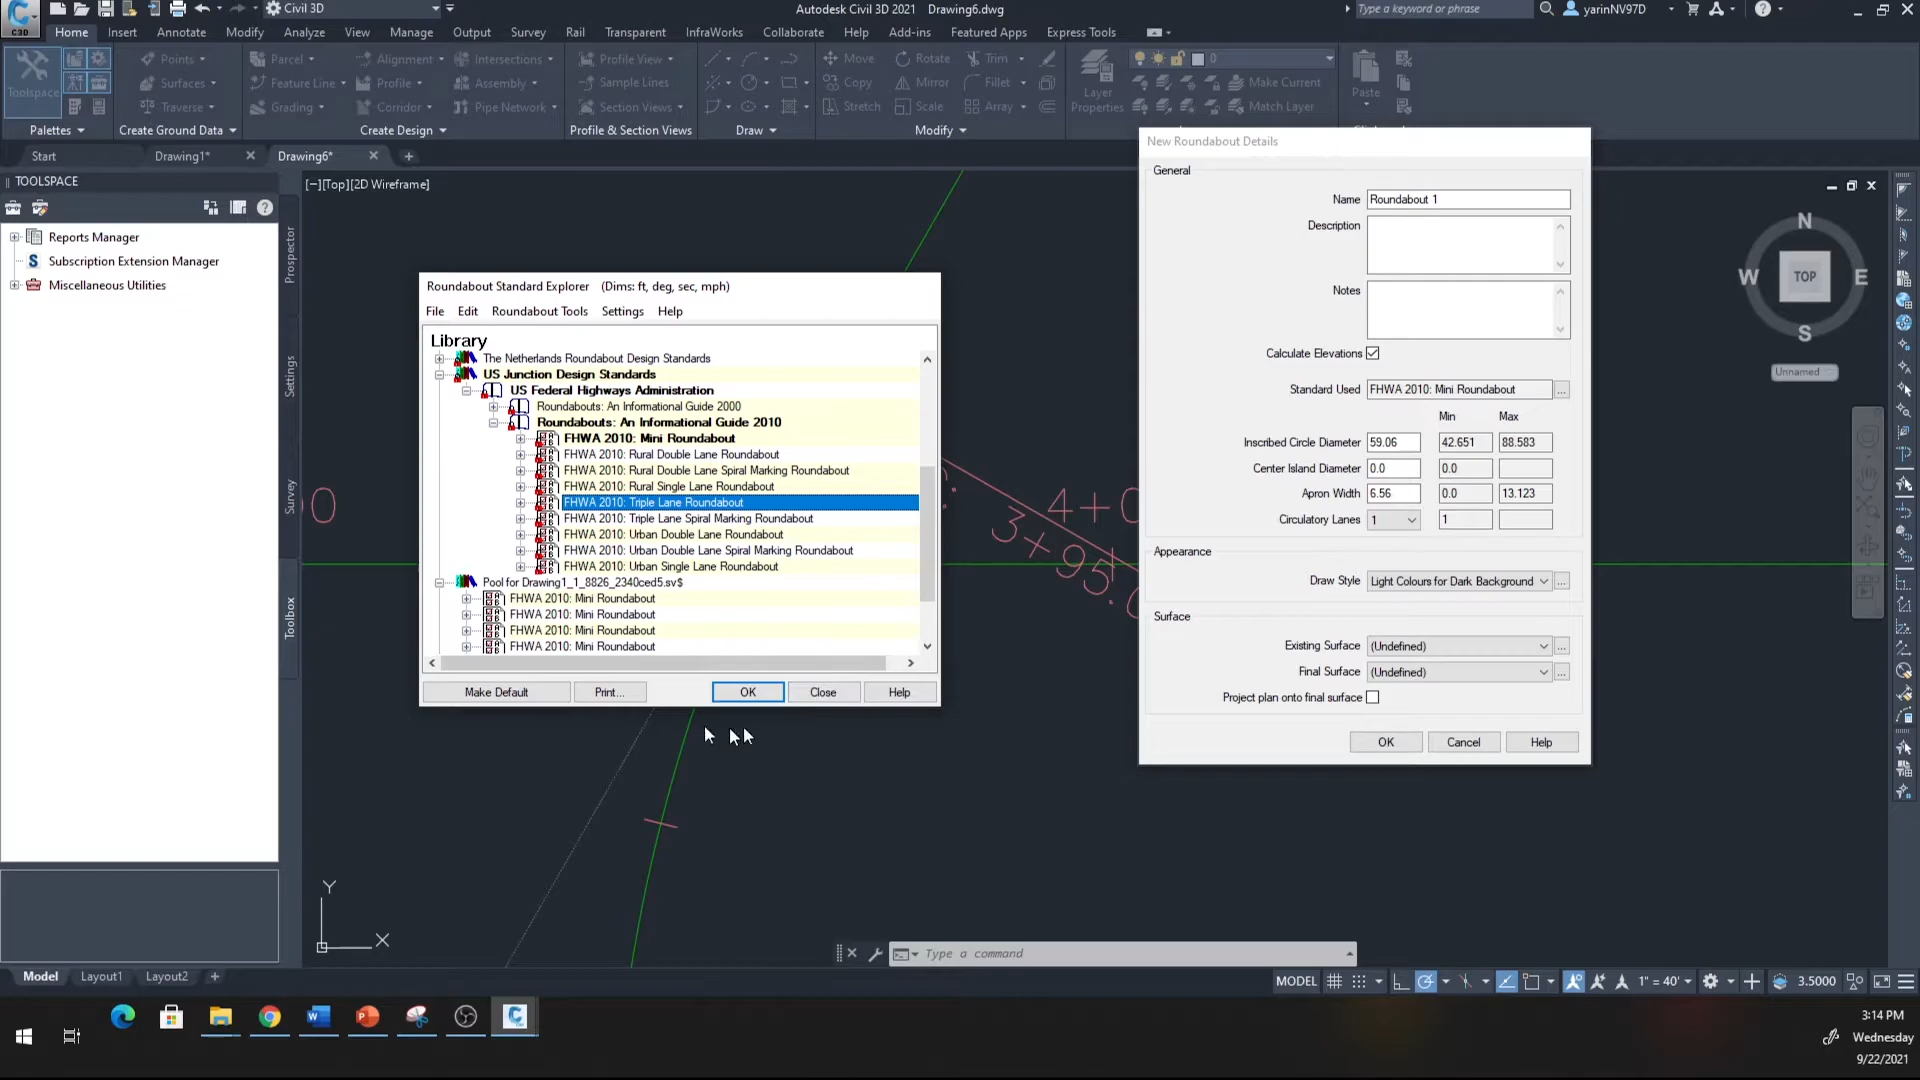 Civil 3D
Autodesk Civil 3D 2021 Drawing6.dwg
Type a keyword or phrase
yarinNV97D
C3D
Home Insert Annotate Modify Analyze View Manage Output Survey Rail Transparent InfraWorks Collaborate Help Add-ins Featured Apps Express Tools
Points Parcel Alignment Intersections Profile View Move Rotate Trim 0
Toolspace Surfaces Feature Line Profile Assembly Sample Lines Copy Mirror Fillet Layer Properties Make Current Paste
Traverse Grading Corridor Pipe Network Section Views Stretch Scale Array Match Layer
Palettes Create Ground Data Create Design Profile & Section Views Draw Modify
Start Drawing1* Drawing6*
TOOLSPACE
[−][Top][2D Wireframe]
Reports Manager
Subscription Extension Manager
Miscellaneous Utilities
Prospector
Settings
Survey
Toolbox
Roundabout Standard Explorer (Dims: ft, deg, sec, mph)
File Edit Roundabout Tools Settings Help
Library
The Netherlands Roundabout Design Standards
US Junction Design Standards
US Federal Highways Administration
Roundabouts: An Informational Guide 2000
Roundabouts: An Informational Guide 2010
FHWA 2010: Mini Roundabout
FHWA 2010: Rural Double Lane Roundabout
FHWA 2010: Rural Double Lane Spiral Marking Roundabout
FHWA 2010: Rural Single Lane Roundabout
FHWA 2010: Triple Lane Roundabout
FHWA 2010: Triple Lane Spiral Marking Roundabout
FHWA 2010: Urban Double Lane Roundabout
FHWA 2010: Urban Double Lane Spiral Marking Roundabout
FHWA 2010: Urban Single Lane Roundabout
Pool for Drawing1_1_8826_2340ced5.sv$
FHWA 2010: Mini Roundabout
FHWA 2010: Mini Roundabout
FHWA 2010: Mini Roundabout
FHWA 2010: Mini Roundabout
Make Default Print... OK Close Help
New Roundabout Details
General
Name Roundabout 1
Description
Notes
Calculate Elevations
Standard Used FHWA 2010: Mini Roundabout ...
Min Max
Inscribed Circle Diameter 59.06 42.651 88.583
Center Island Diameter 0.0 0.0
Apron Width 6.56 0.0 13.123
Circulatory Lanes 1 1
Appearance
Draw Style Light Colours for Dark Background ...
Surface
Existing Surface (Undefined) ...
Final Surface (Undefined) ...
Project plan onto final surface
OK Cancel Help
N
W TOP E
S
Unnamed
0
4+0
3+95.
Y
X
Type a command
Model Layout1 Layout2 +
MODEL 1" = 40' 3.5000
3:14 PM
Wednesday
9/22/2021